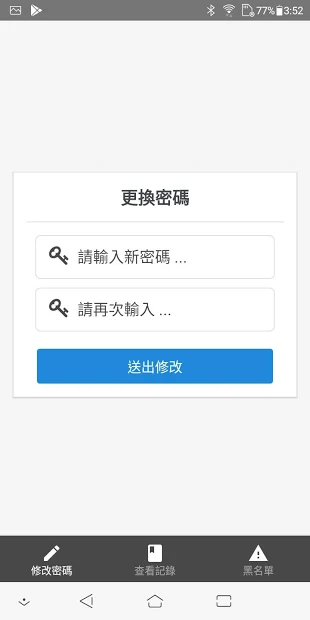 77% 3:52
更換密碼
請輸入新密碼 ...
請再次輸入 ...
送出修改
修改密碼 查看記錄 黑名單